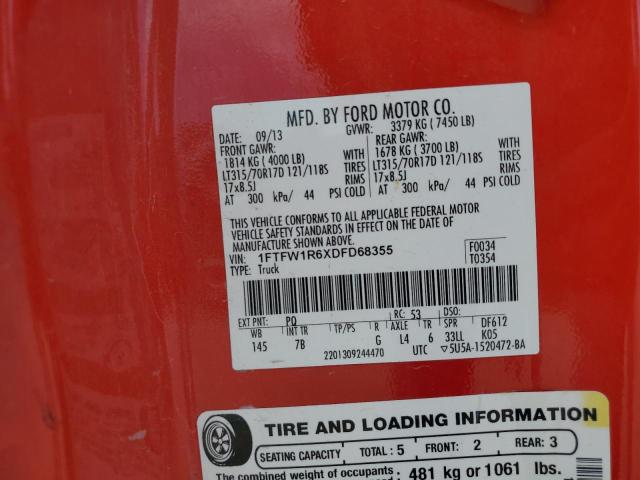 MFD. BY FORD MOTOR CO.
DATE: 09/13 GVWR: 3379 KG ( 7450 LB)
FRONT GAWR: REAR GAWR:
1814 KG ( 4000 LB) WITH 1678 KG ( 3700 LB) WITH
LT315/70R17D 121/118S TIRES LT315/70R17D 121/118S TIRES
17x8.5J RIMS 17x8.5J RIMS
AT 300 kPa/ 44 PSI COLD AT 300 kPa/ 44 PSI COLD
THIS VEHICLE CONFORMS TO ALL APPLICABLE FEDERAL MOTOR
VEHICLE SAFETY STANDARDS IN EFFECT ON THE DATE OF
MANUFACTURE SHOWN ABOVE.
VIN: 1FTFW1R6XDFD68355 F0034
TYPE: Truck T0354
EXT PNT: PQ RC: 53 DSO:
WB INT TR TP/PS R AXLE TR SPR DF612
145 7B G L4 6 33LL K05
2201309244470 UTC ▽5U5A-1520472-BA
TIRE AND LOADING INFORMATION
SEATING CAPACITY TOTAL : 5 FRONT: 2 REAR: 3
The combined weight of occupants 481 kg or 1061 lbs.